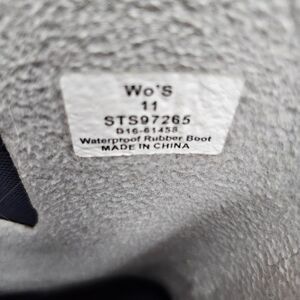 Wo'S
11
STS97265
D16-61458
Waterproof Rubber Boot
MADE IN CHINA